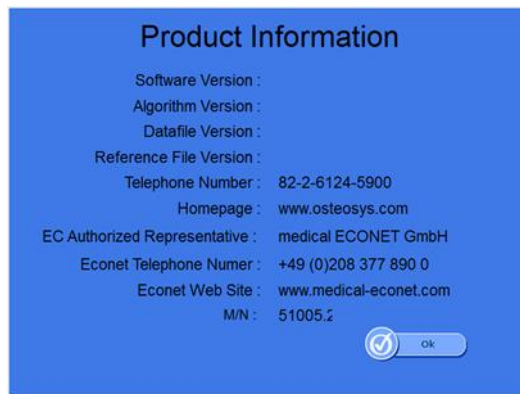 Product Information
Software Version :
Algorithm Version :
Datafile Version :
Reference File Version :
Telephone Number : 82-2-6124-5900
Homepage : www.osteosys.com
EC Authorized Representative : medical ECONET GmbH
Econet Telephone Numer : +49 (0)208 377 890 0
Econet Web Site : www.medical-econet.com
M/N : 51005.2
Ok